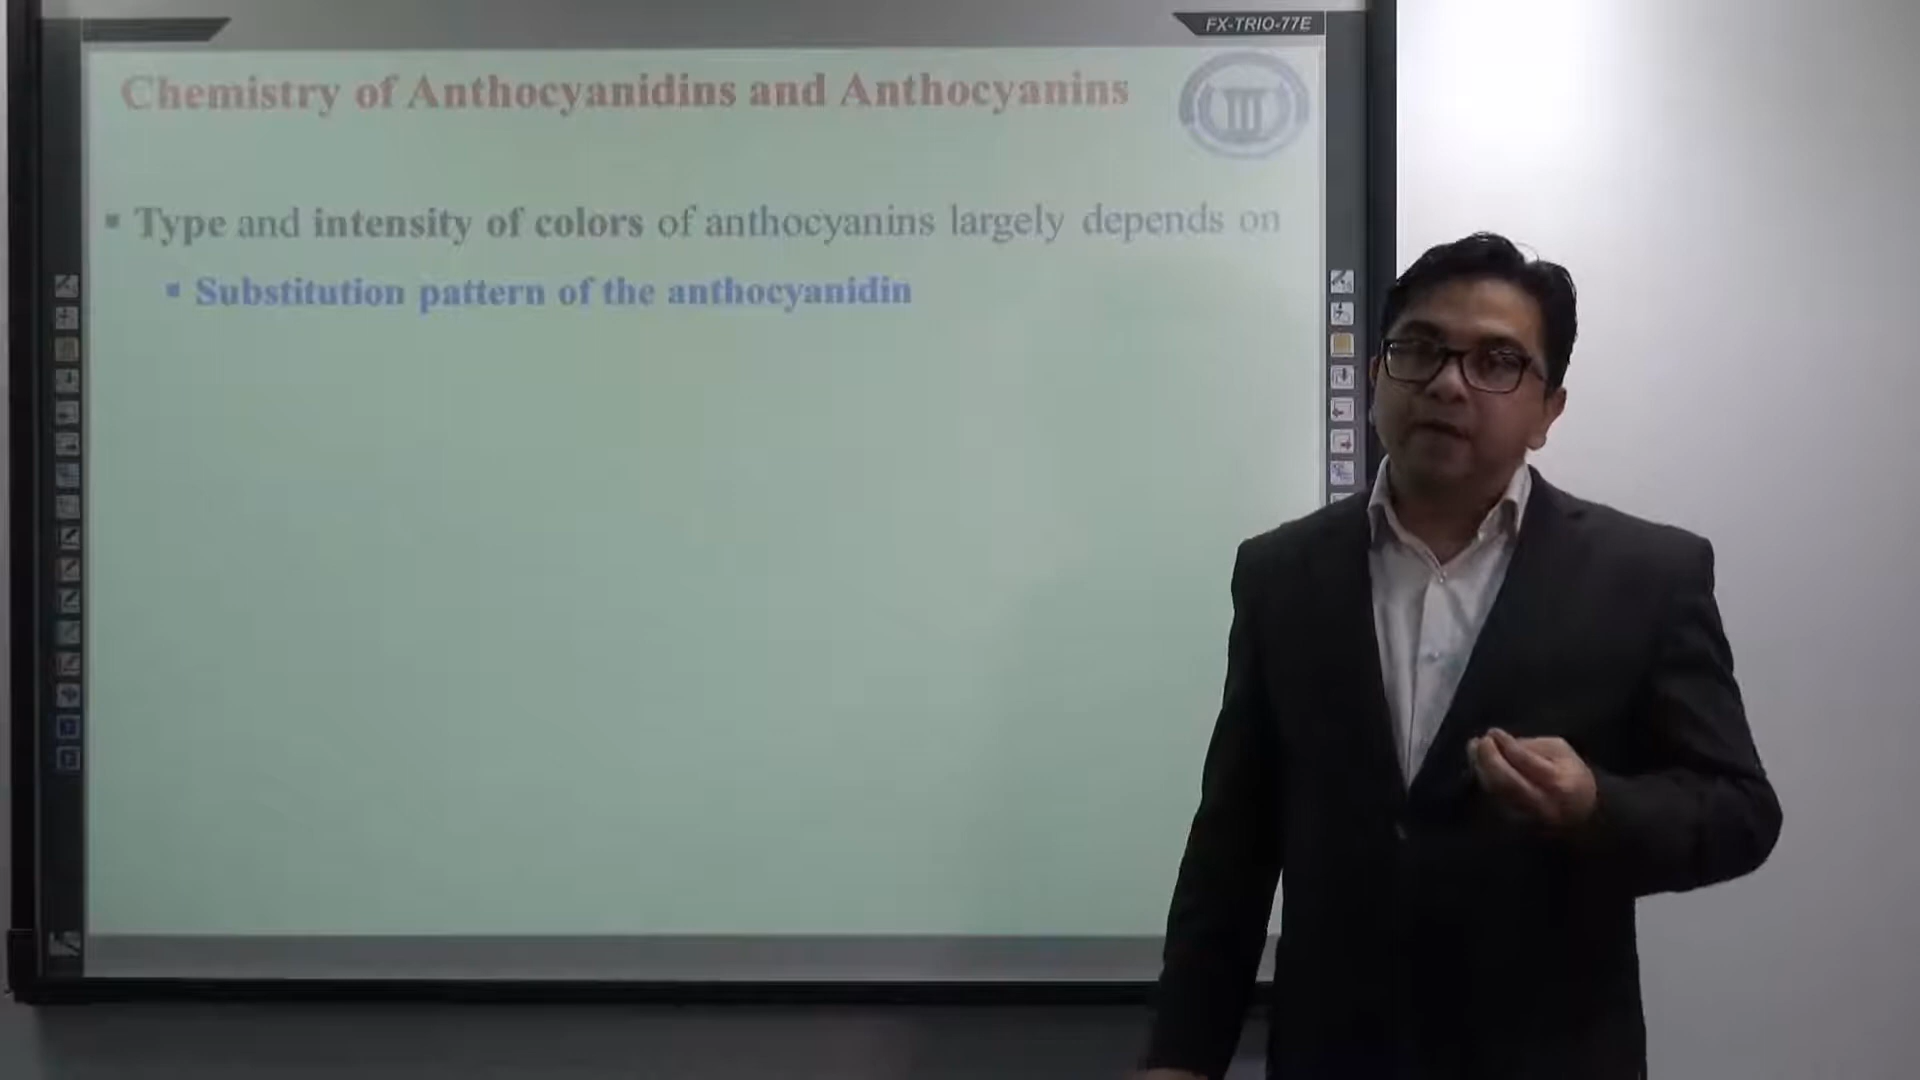 FX-TRIO-77E
Chemistry of Anthocyanidins and Anthocyanins
▪ Type and intensity of colors of anthocyanins largely depends on
▪ Substitution pattern of the anthocyanidin